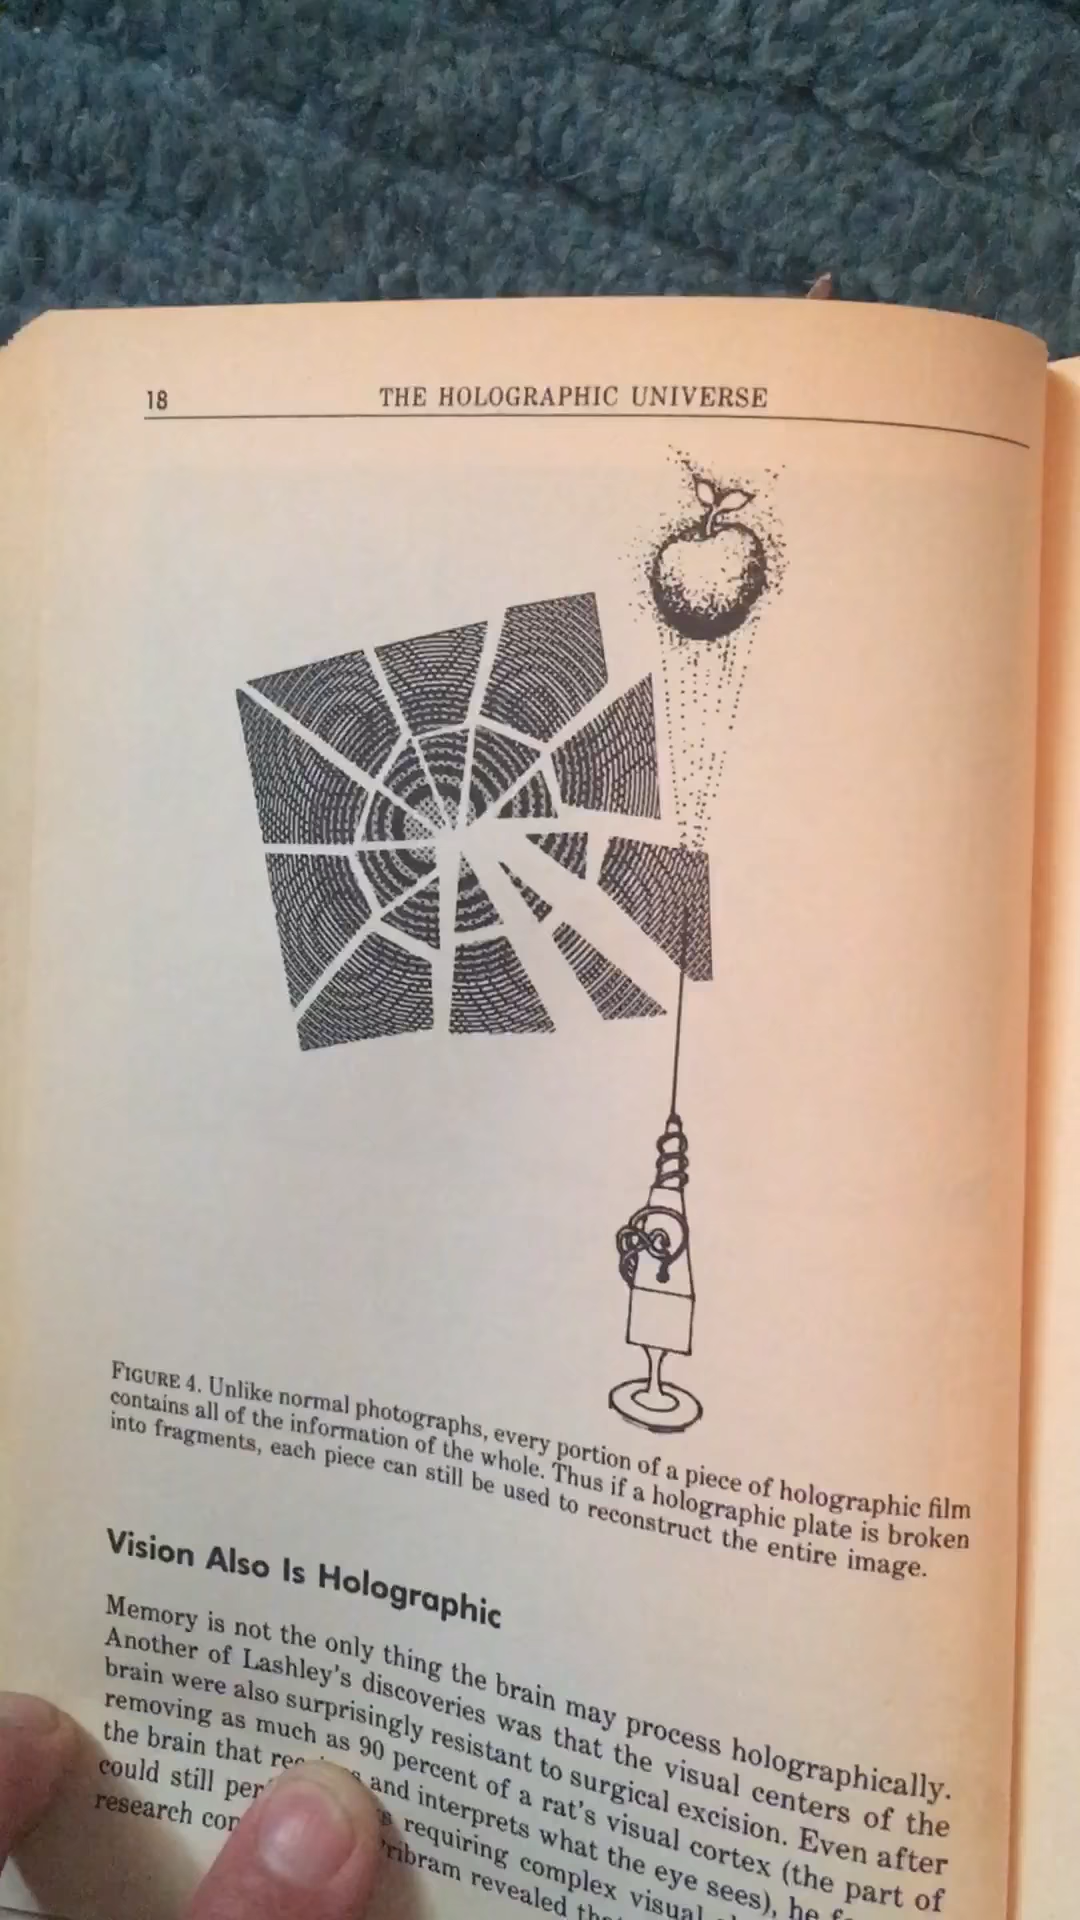 18
THE HOLOGRAPHIC UNIVERSE
FIGURE 4. Unlike normal photographs, every portion of a piece of holographic film
contains all of the information of the whole. Thus if a holographic plate is broken
into fragments, each piece can still be used to reconstruct the entire image.
Vision Also Is Holographic
Memory is not the only thing the brain may process holographically.
Another of Lashley's discoveries was that the visual centers of the
brain were also surprisingly resistant to surgical excision. Even after
removing as much as 90 percent of a rat's visual cortex (the part of
the brain that and interprets what the eye sees), he
could still requiring complex visual
research revealed